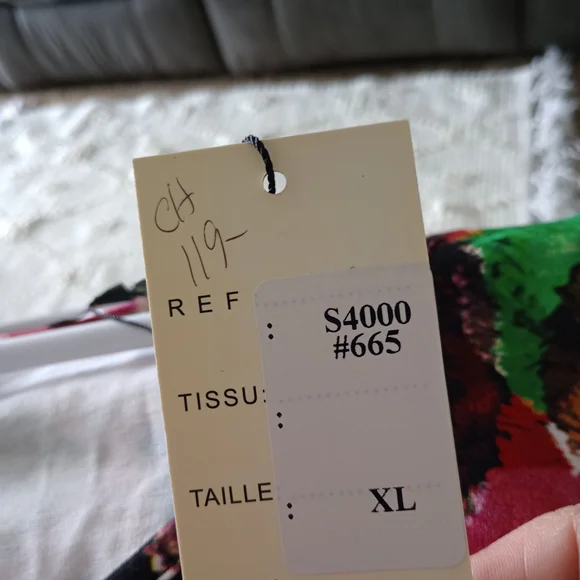 CH
119-
REF : S4000
#665
TISSU: :
TAILLE : XL